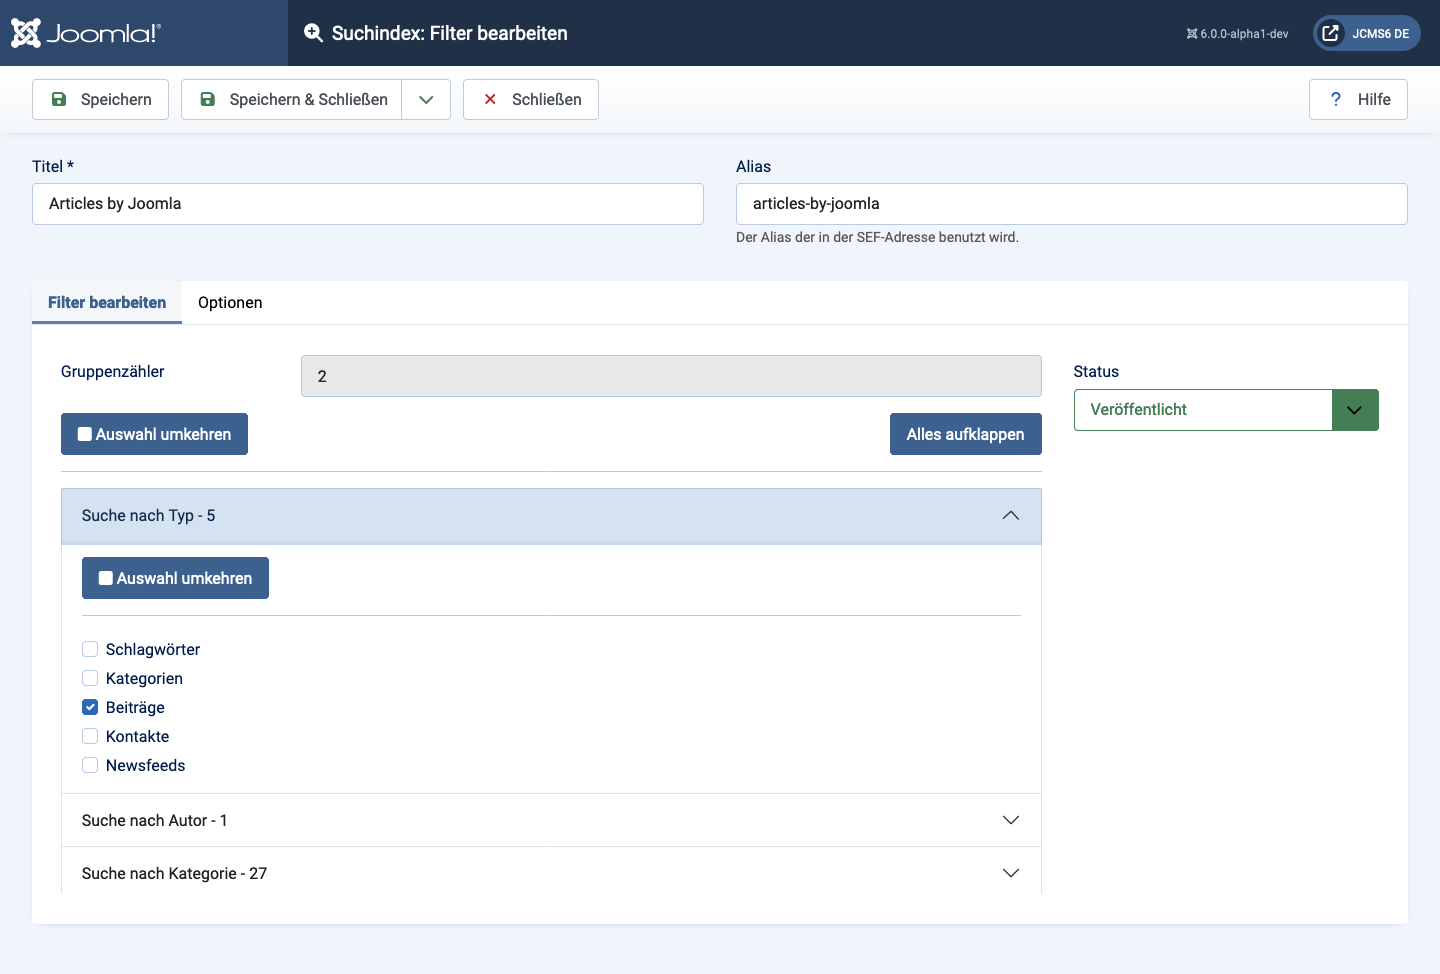 Joomla!®
Suchindex: Filter bearbeiten
6.0.0-alpha1-dev
JCMS6 DE
Speichern
Speichern & Schließen
Schließen
? Hilfe
Titel *
Alias
Articles by Joomla
articles-by-joomla
Der Alias der in der SEF-Adresse benutzt wird.
Filter bearbeiten
Optionen
Gruppenzähler
2
Status
Veröffentlicht
Auswahl umkehren
Alles aufklappen
Suche nach Typ - 5
Auswahl umkehren
Schlagwörter
Kategorien
Beiträge
Kontakte
Newsfeeds
Suche nach Autor - 1
Suche nach Kategorie - 27